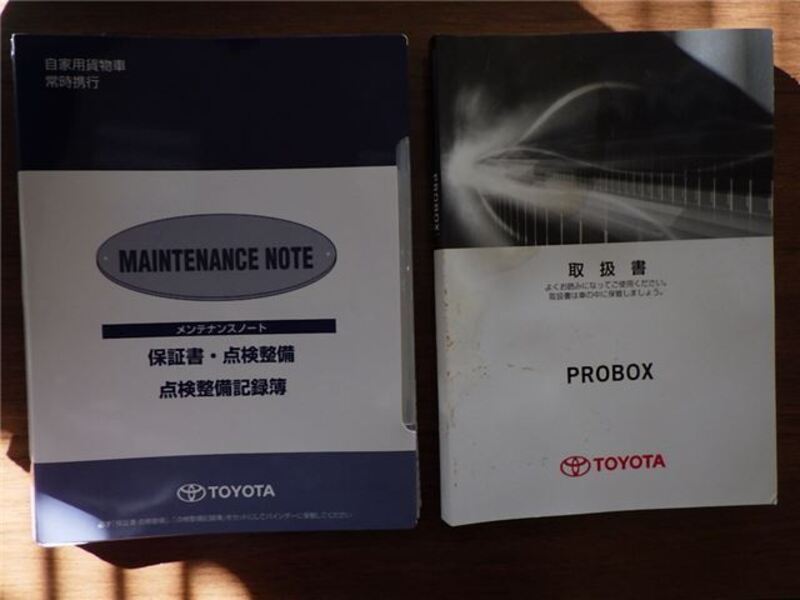 自家用貨物車
常時携行
MAINTENANCE NOTE
メンテナンスノート
保証書・点検整備
点検整備記録簿
TOYOTA
PROBOX
取扱書
よくお読みになってご使用ください。
取扱書は車の中に保管しましょう。
PROBOX
TOYOTA